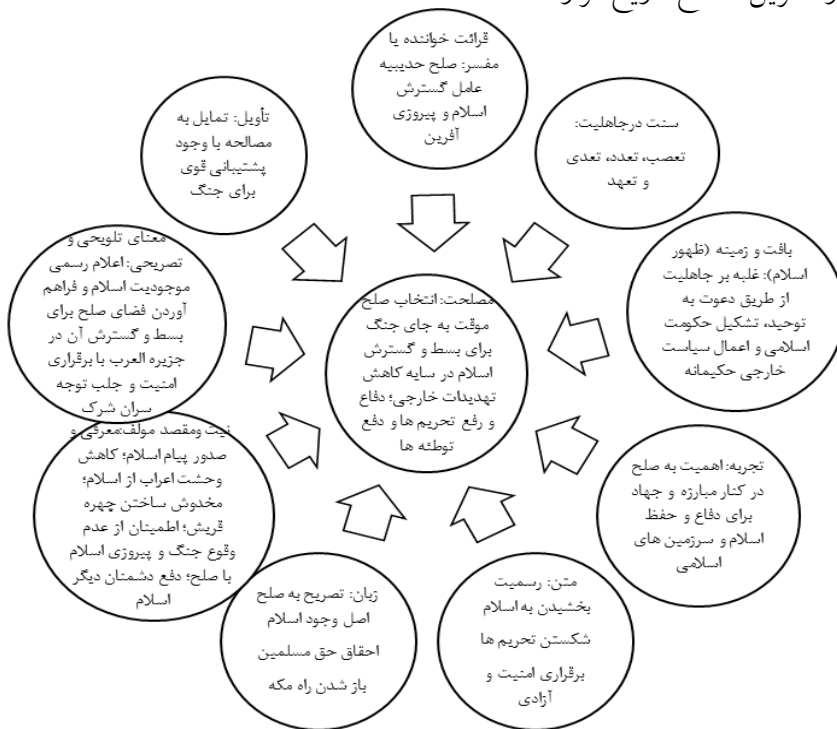 قرائت خواننده یا
مفسر: صلح حدیبیه
عامل گسترش
اسلام و پیروزی
آفرین
سنت درجاهلیت:
تعصب، تعدد، تعدی
و تعهد
بافت و زمینه (ظهور
اسلام): غلبه بر جاهلیت
از طریق دعوت به
توحید، تشکیل حکومت
اسلامی و اعمال سیاست
خارجی حکیمانه
تجربه: اهمیت به صلح
در کنار مبارزه و جهاد
برای دفاع و حفظ
اسلام و سرزمین های
اسلامی
متن: رسمیت
بخشیدن به اسلام
شکستن تحریم ها
برقراری امنیت و
آزادی
زبان: تصریح به صلح
اصل وجود اسلام
احقاق حق مسلمین
باز شدن راه مکه
نیت ومقصد مولف:معرفی و
صدور پیام اسلام؛ کاهش
وحشت اعراب از اسلام؛
مخدوش ساختن چهره
قریش؛ اطمینان از عدم
وقوع جنگ و پیروزی اسلام
با صلح؛ دفع دشمنان دیگر
اسلام
معنای تلویحی و
تصریحی: اعلام رسمی
موجودیت اسلام و فراهم
آوردن فضای صلح برای
بسط و گسترش آن در
جزیره العرب با برقراری
امنیت و جلب توجه
سران شرک
تأویل: تمایل به
مصالحه با وجود
پشتیبانی قوی
برای جنگ
مصلحت: انتخاب صلح
موقت به جای جنگ
برای بسط و گسترش
اسلام در سایه کاهش
تهدیدات خارجی؛ دفاع
و رفع تحریم ها و دفع
توطئه ها